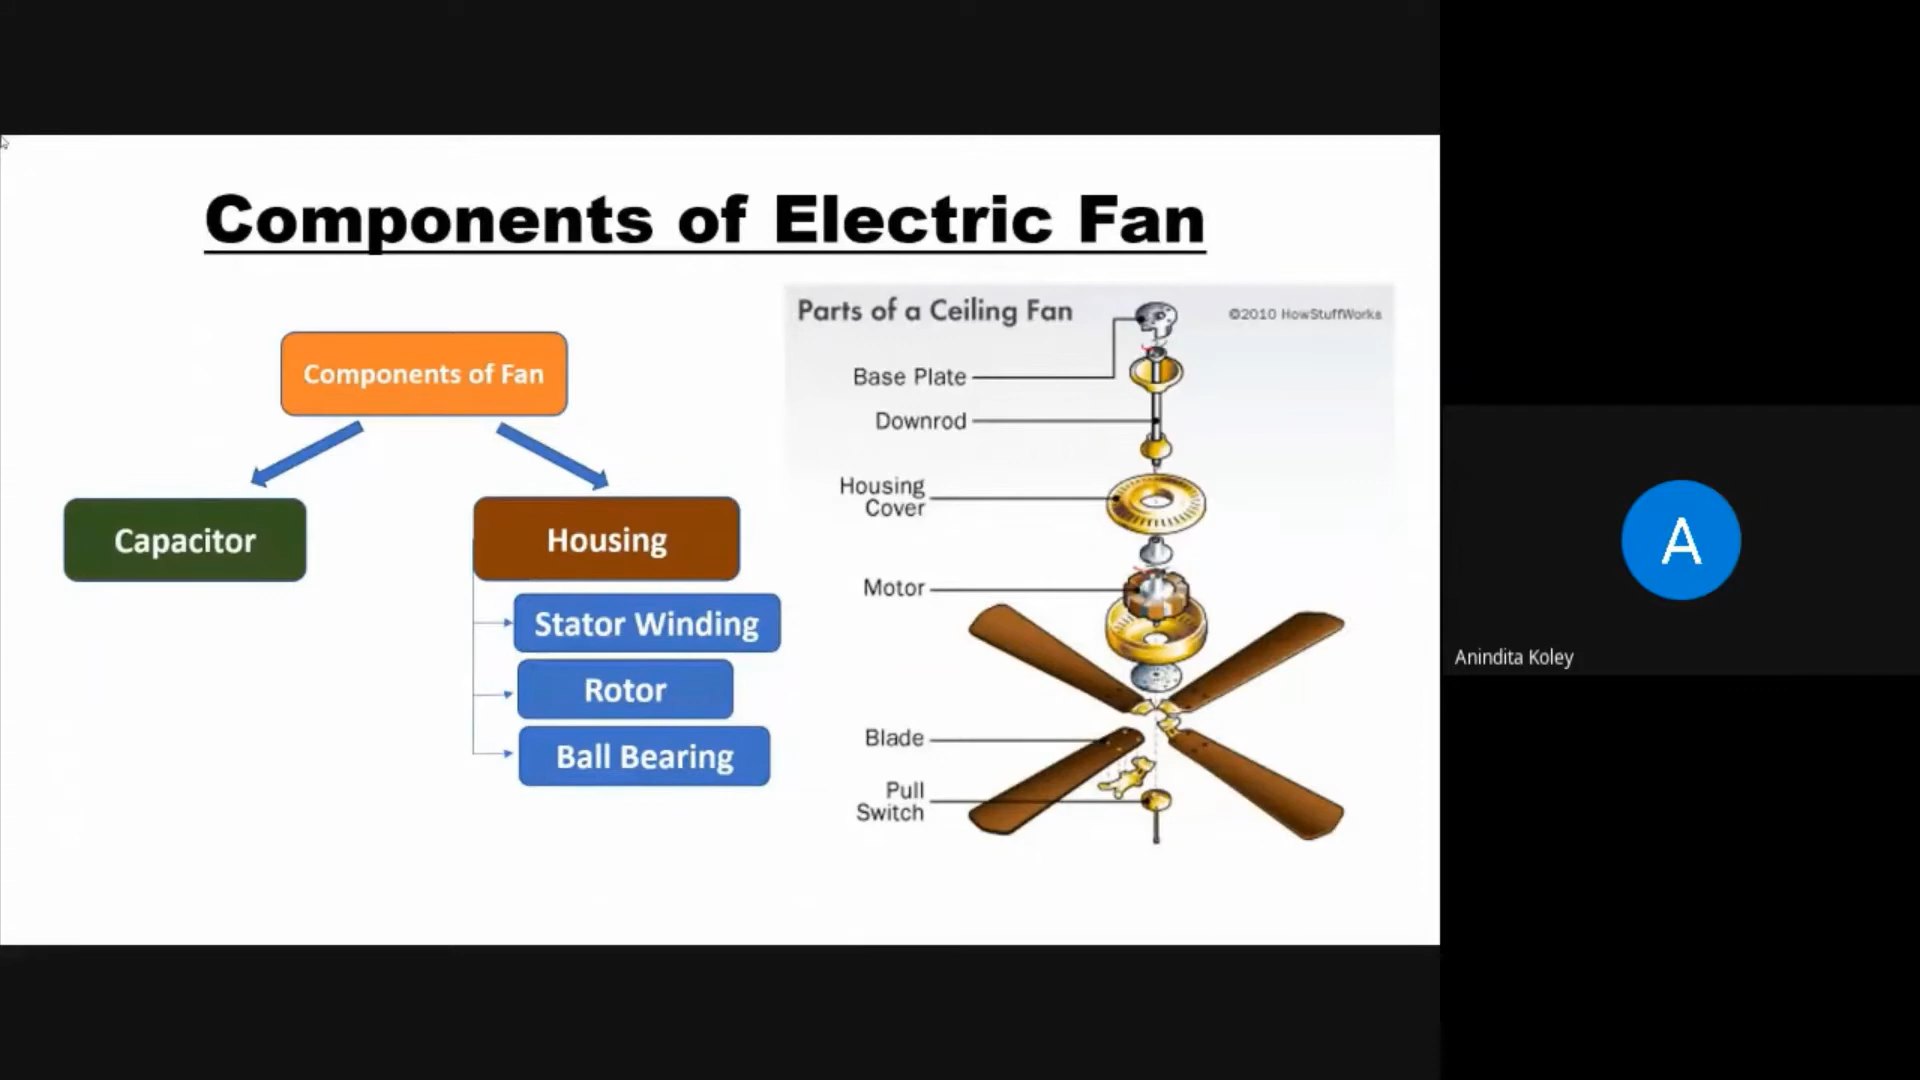 Components of Electric Fan
Components of Fan
Capacitor
Housing
Stator Winding
Rotor
Ball Bearing
Parts of a Ceiling Fan
©2010 HowStuffWorks
Base Plate
Downrod
Housing
Cover
Motor
Blade
Pull
Switch
A
Anindita Koley